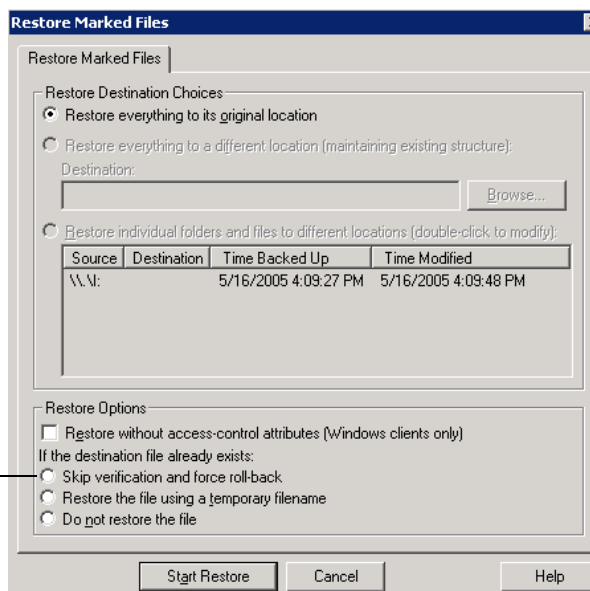 Restore Marked Files
Restore Marked Files
Restore Destination Choices
Restore everything to its original location
Restore everything to a different location (maintaining existing structure):
Destination:
Browse...
Restore individual folders and files to different locations (double-click to modify):
Source Destination Time Backed Up Time Modified
\\.\I: 5/16/2005 4:09:27 PM 5/16/2005 4:09:48 PM
Restore Options
Restore without access-control attributes (Windows clients only)
If the destination file already exists:
Skip verification and force roll-back
Restore the file using a temporary filename
Do not restore the file
Start Restore Cancel Help